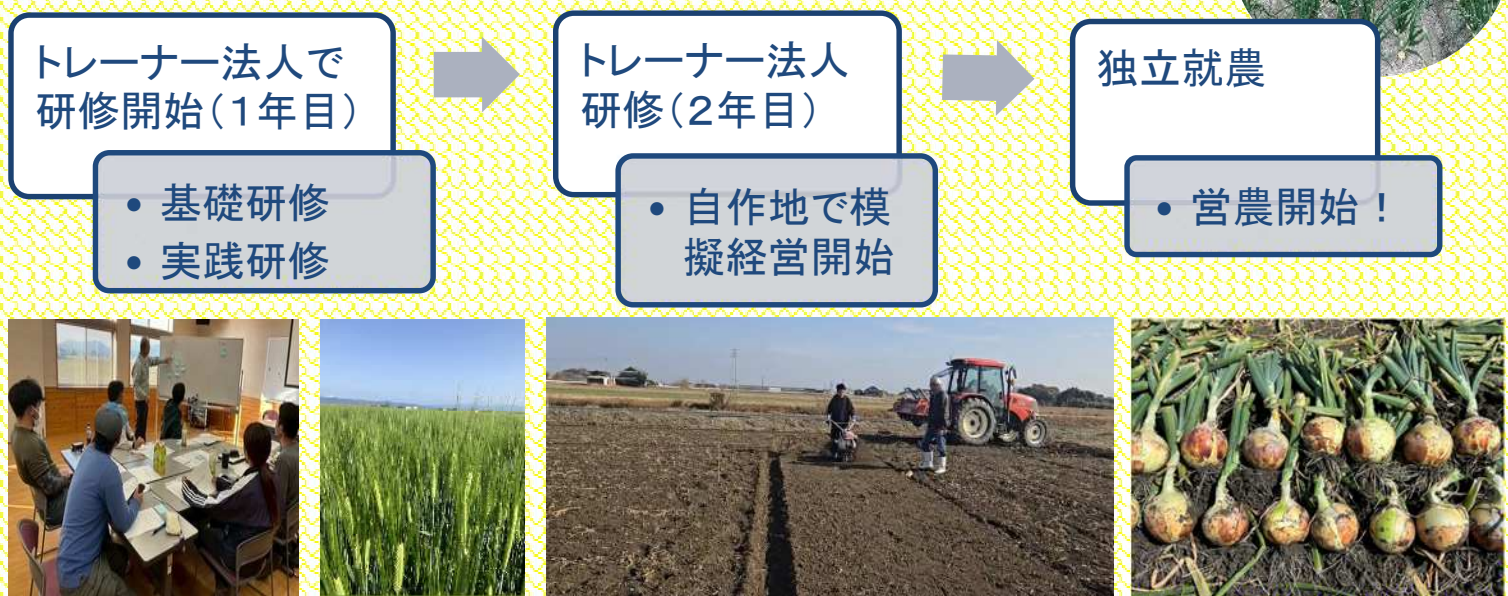 トレーナー法人で
研修開始(1年目)
• 基礎研修
• 実践研修
トレーナー法人
研修(2年目)
• 自作地で模
擬経営開始
独立就農
• 営農開始!